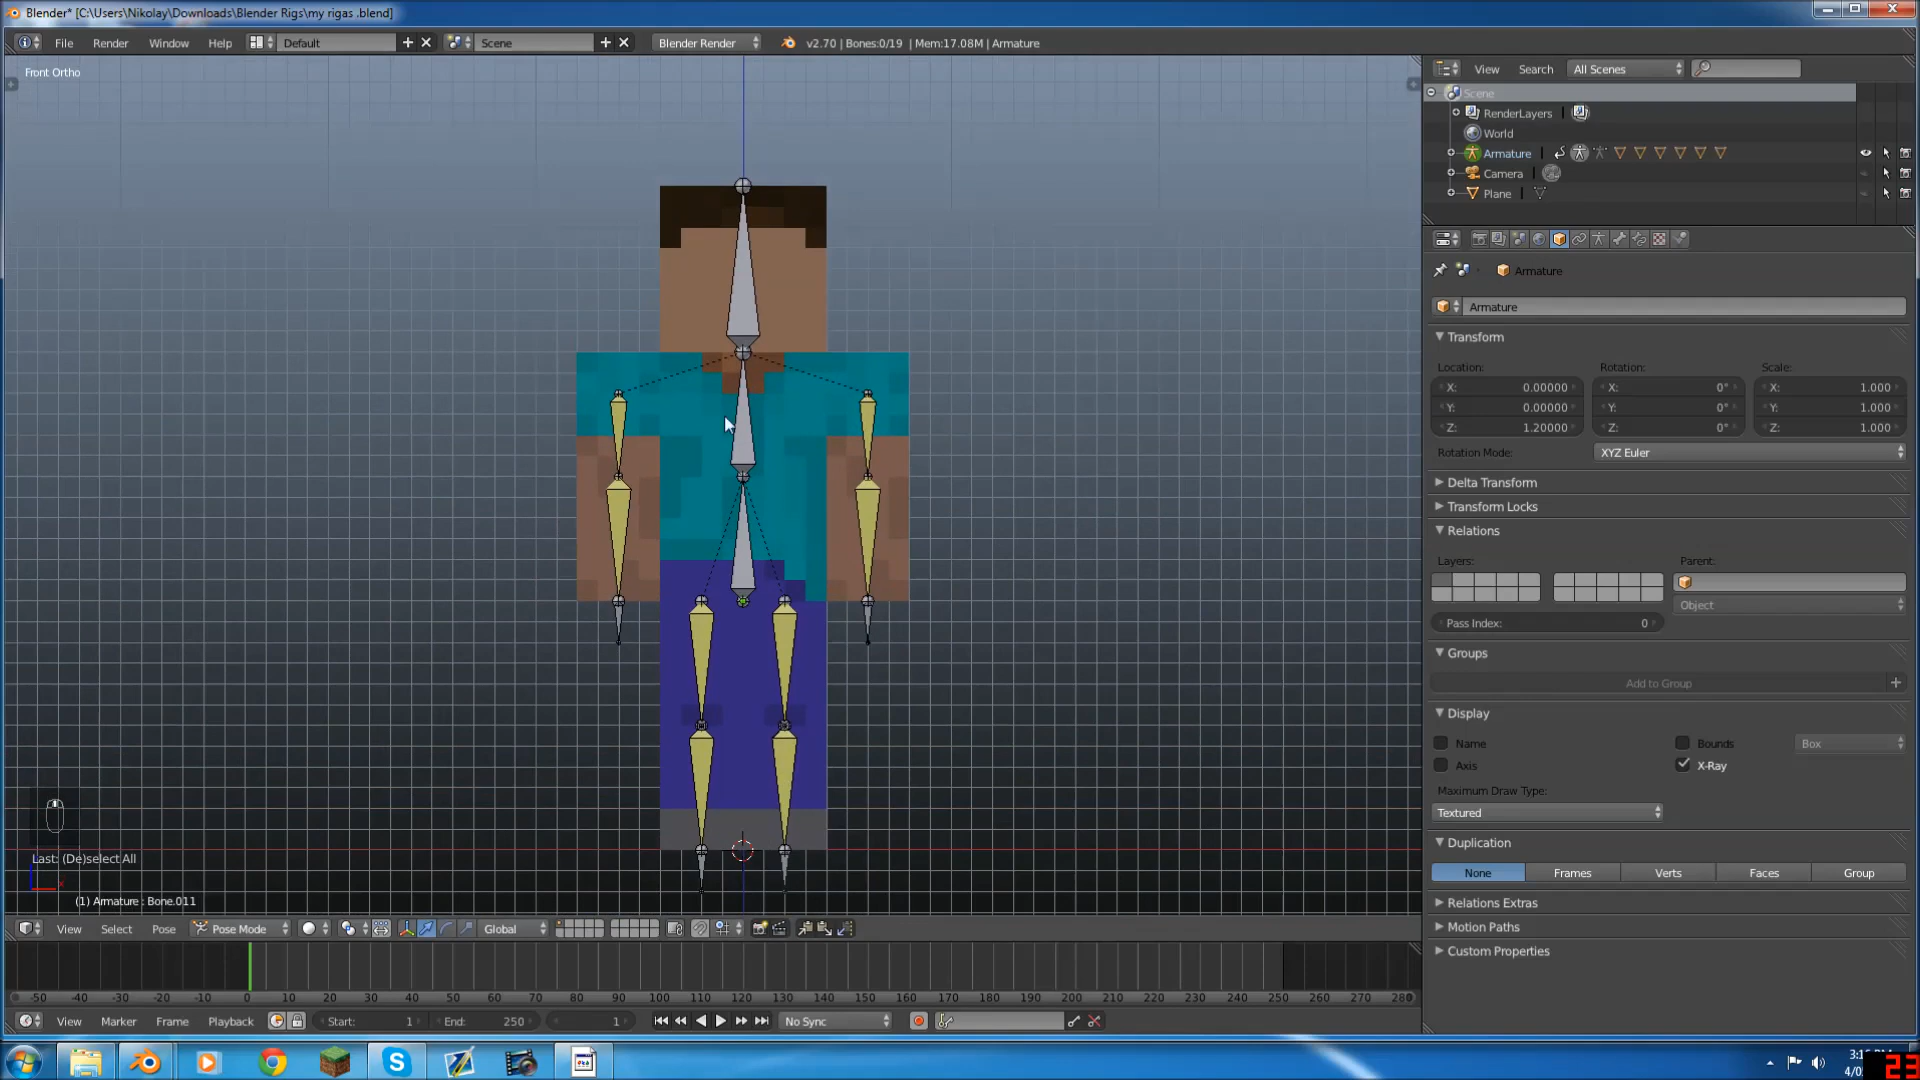 Blender* [C:\Users\Nikolay\Downloads\Blender Rigs\my rigas .blend]
File Render Window Help Default Scene Blender Render v2.70 | Bones:0/19 | Mem:17.08M | Armature
Front Ortho
View Search All Scenes
Scene
RenderLayers
World
Armature
Camera
Plane
Armature
Armature
Transform
Location: Rotation: Scale:
X: 0.00000 X: 0° X: 1.000
Y: 0.00000 Y: 0° Y: 1.000
Z: 1.20000 Z: 0° Z: 1.000
Rotation Mode: XYZ Euler
Delta Transform
Transform Locks
Relations
Layers: Parent:
Object
Pass Index: 0
Groups
Add to Group
Display
Name Bounds Box
Axis X-Ray
Maximum Draw Type:
Textured
Duplication
None Frames Verts Faces Group
Relations Extras
Motion Paths
Custom Properties
Last: (De)select All
(1) Armature : Bone.011
View Select Pose Pose Mode Global
-50 -40 -30 -20 -10 0 10 20 30 40 50 60 70 80 90 100 110 120 130 140 150 160 170 180 190 200 210 220 230 240 250 260 270 280
View Marker Frame Playback Start: 1 End: 250 1 No Sync
23